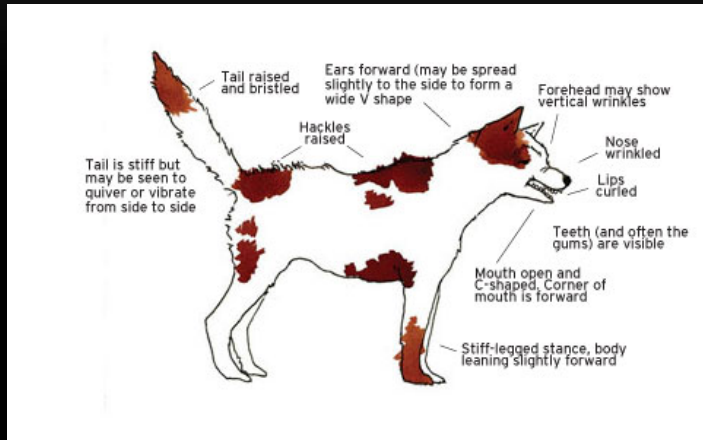 Tail raised
and bristled
Ears forward (may be spread
slightly to the side to form a
wide V shape
Forehead may show
vertical wrinkles
Hackles
raised
Nose
wrinkled
Tail is stiff but
may be seen to
quiver or vibrate
from side to side
Lips
curled
Teeth (and often the
gums) are visible
Mouth open and
C-shaped, Corner of
mouth is forward
Stiff-legged stance, body
leaning slightly forward